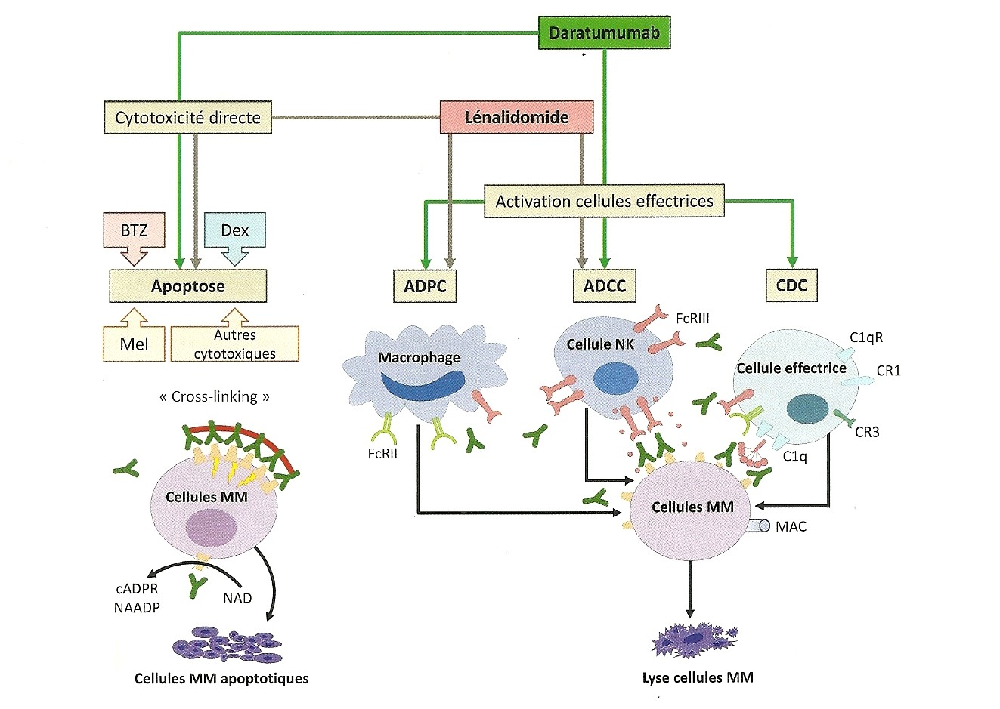 Daratumumab
Cytotoxicité directe
Lénalidomide
Activation cellules effectrices
BTZ
Dex
Apoptose
ADPC
ADCC
CDC
Mel
Autres
cytotoxiques
FcRIII
Cellule NK
C1qR
Macrophage
Cellule effectrice
CR1
« Cross-linking »
CR3
FcRII
C1q
Cellules MM
Cellules MM
MAC
cADPR
NAADP
NAD
Cellules MM apoptotiques
Lyse cellules MM